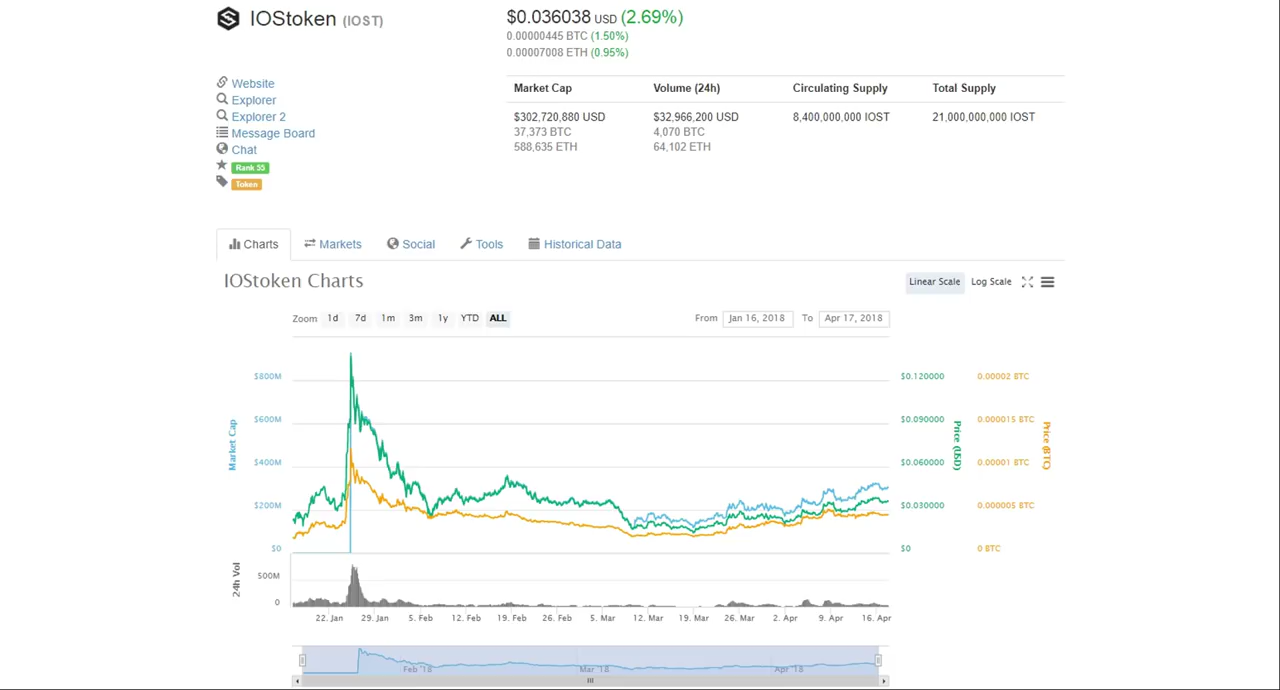 IOStoken (IOST)
$0.036038 USD (2.69%)
0.00000445 BTC (1.50%)
0.00007008 ETH (0.95%)
Website
Explorer
Explorer 2
Message Board
Chat
Rank 55
Token
Market Cap Volume (24h) Circulating Supply Total Supply
$302,720,880 USD $32,966,200 USD 8,400,000,000 IOST 21,000,000,000 IOST
37,373 BTC 4,070 BTC
588,635 ETH 64,102 ETH
Charts Markets Social Tools Historical Data
IOStoken Charts
Linear Scale Log Scale
Zoom 1d 7d 1m 3m 1y YTD ALL From Jan 16, 2018 To Apr 17, 2018
$800M $0.120000 0.00002 BTC
$600M $0.090000 0.000015 BTC
Market Cap Price (USD) Price (BTC)
$400M $0.060000 0.00001 BTC
$200M $0.030000 0.000005 BTC
$0 $0 0 BTC
24h Vol
500M
0
22. Jan 29. Jan 5. Feb 12. Feb 19. Feb 26. Feb 5. Mar 12. Mar 19. Mar 26. Mar 2. Apr 9. Apr 16. Apr
Feb '18 Mar '18 Apr '18